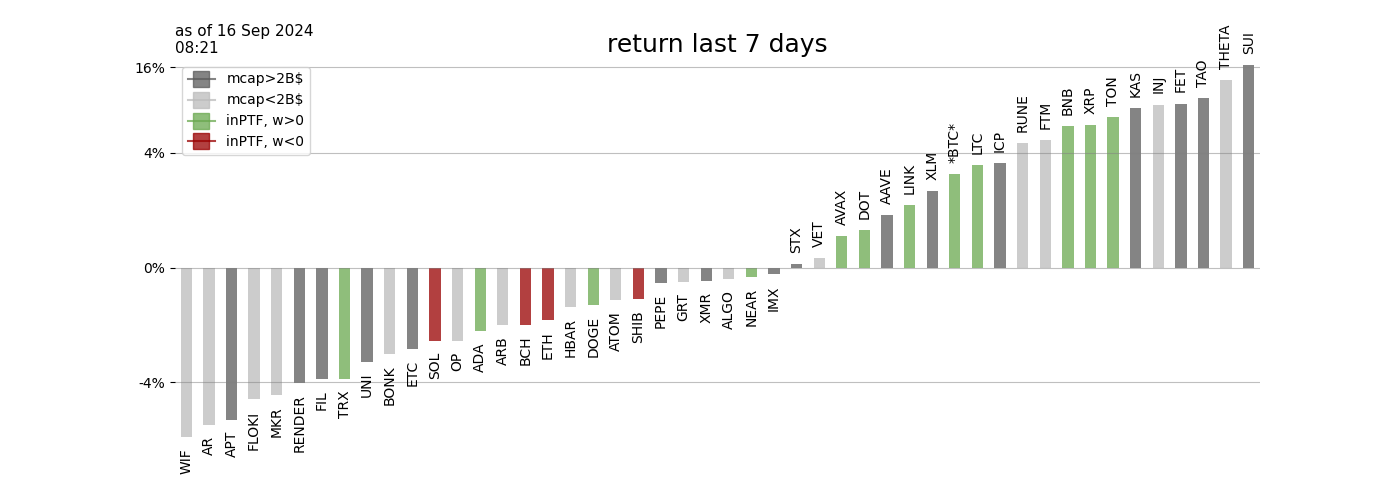 as of 16 Sep 2024
08:21
return last 7 days
16%
4%
0%
-4%
mcap>2B$
mcap<2B$
inPTF, w>0
inPTF, w<0
WIF
AR
APT
FLOKI
MKR
RENDER
FIL
TRX
UNI
BONK
ETC
SOL
OP
ADA
ARB
BCH
ETH
HBAR
DOGE
ATOM
SHIB
PEPE
GRT
XMR
ALGO
NEAR
IMX
STX
VET
AVAX
DOT
AAVE
LINK
XLM
*BTC*
LTC
ICP
RUNE
FTM
BNB
XRP
TON
KAS
INJ
FET
TAO
THETA
SUI